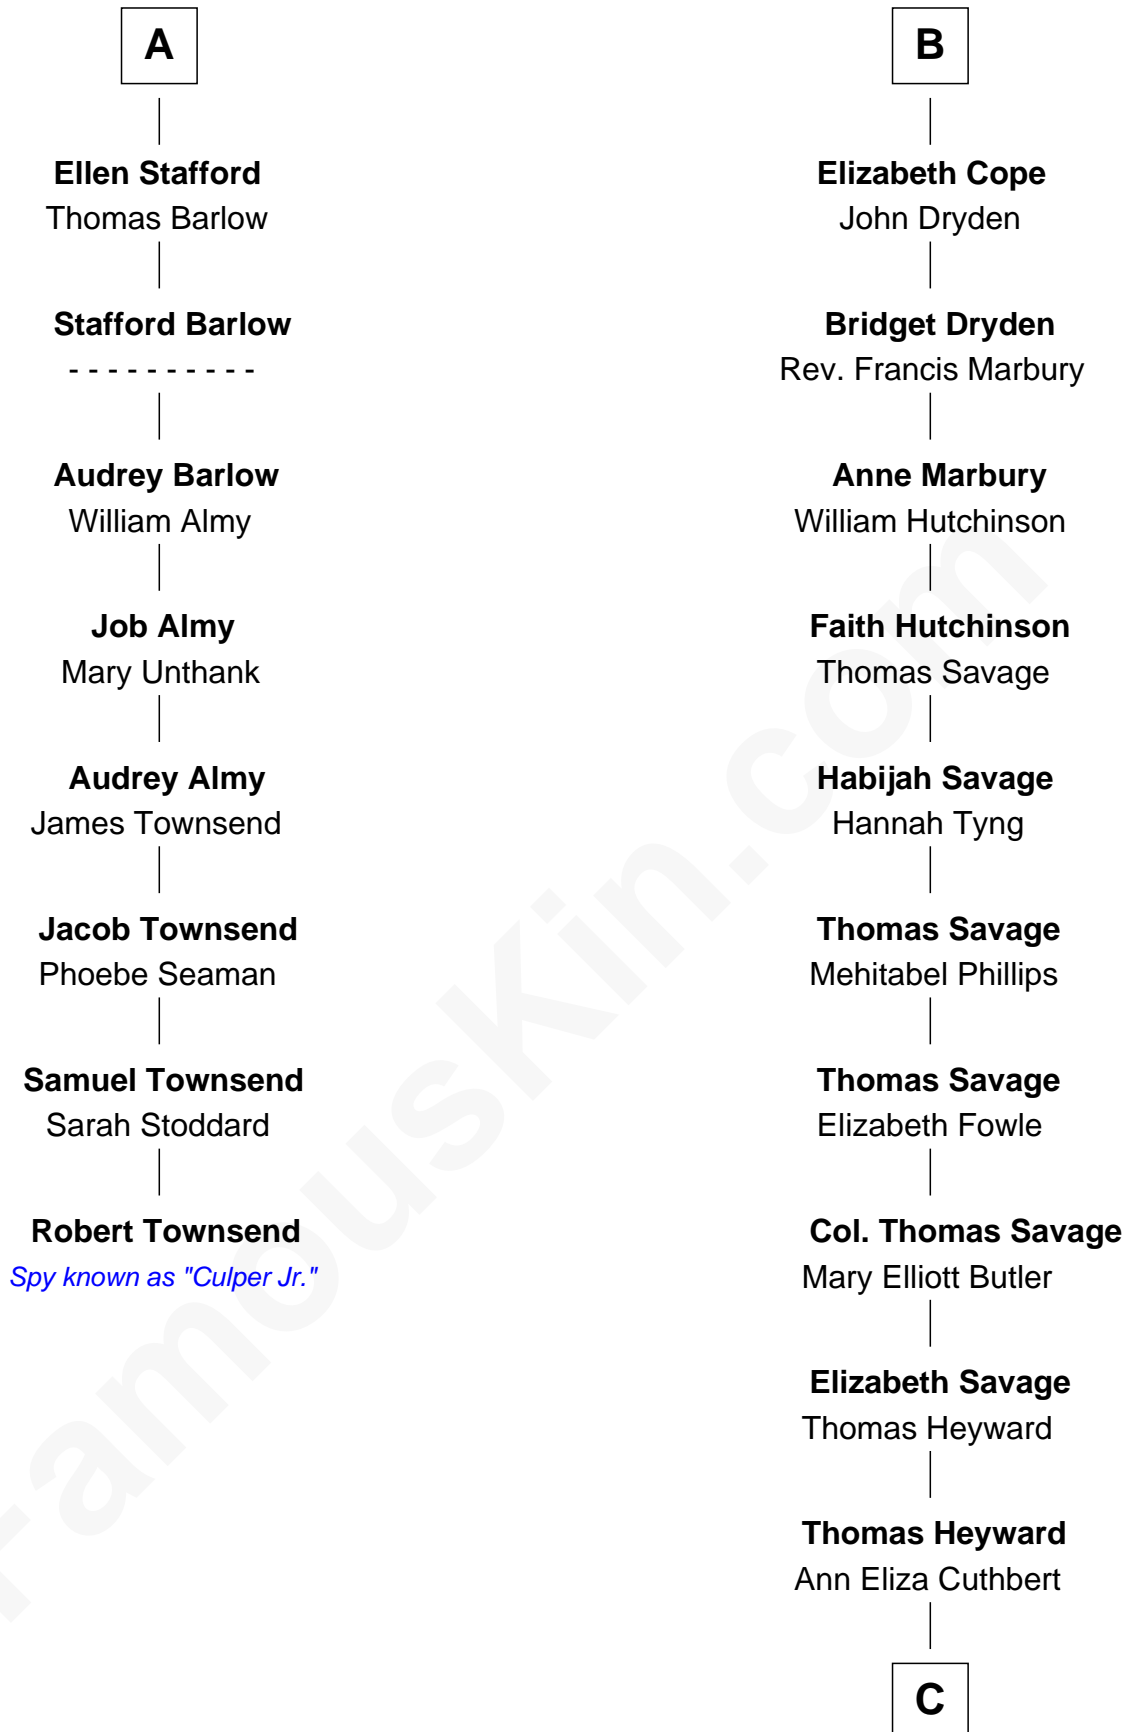 A
Ellen Stafford
Thomas Barlow
Stafford Barlow
- - - - - - - - - -
Audrey Barlow
William Almy
Job Almy
Mary Unthank
Audrey Almy
James Townsend
Jacob Townsend
Phoebe Seaman
Samuel Townsend
Sarah Stoddard
Robert Townsend
Spy known as "Culper Jr."
B
Elizabeth Cope
John Dryden
Bridget Dryden
Rev. Francis Marbury
Anne Marbury
William Hutchinson
Faith Hutchinson
Thomas Savage
Habijah Savage
Hannah Tyng
Thomas Savage
Mehitabel Phillips
Thomas Savage
Elizabeth Fowle
Col. Thomas Savage
Mary Elliott Butler
Elizabeth Savage
Thomas Heyward
Thomas Heyward
Ann Eliza Cuthbert
C
FamousKin.com